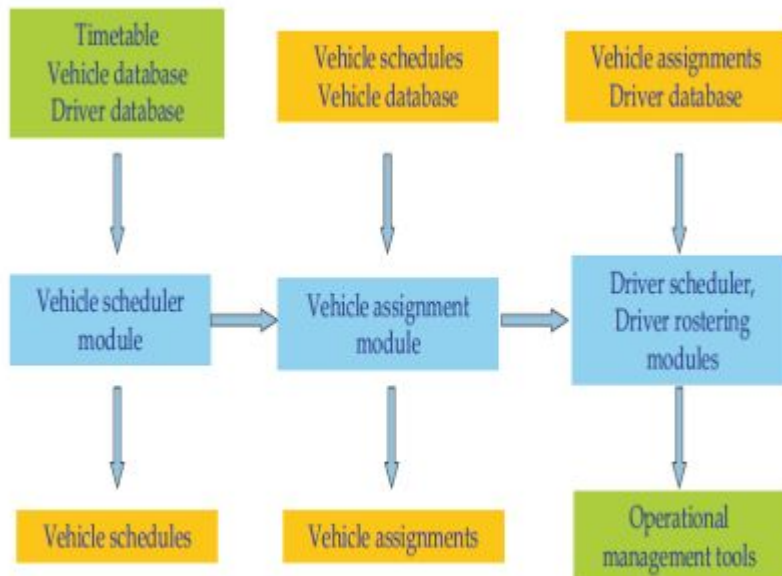 Timetable
Vehicle database
Driver database
Vehicle schedules
Vehicle database
Vehicle assignments
Driver database
Vehicle scheduler
module
Vehicle assignment
module
Driver scheduler,
Driver rostering
modules
Vehicle schedules
Vehicle assignments
Operational
management tools